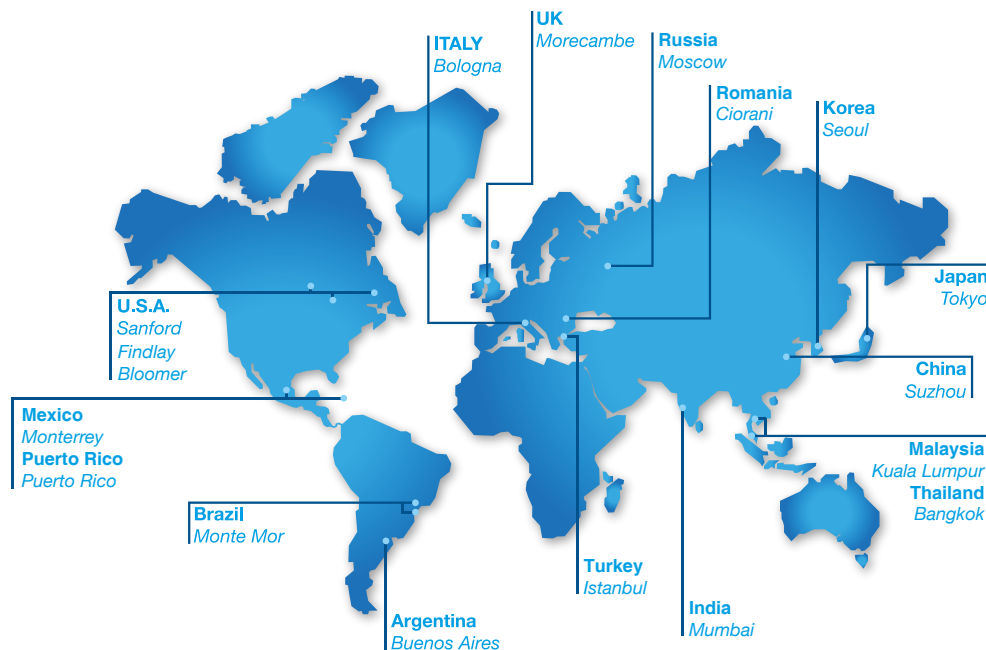 UK
Morecambe
ITALY
Bologna
Russia
Moscow
Romania
Ciorani
Korea
Seoul
Japan
Tokyo
U.S.A.
Sanford
Findlay
Bloomer
China
Suzhou
Mexico
Monterrey
Puerto Rico
Puerto Rico
Malaysia
Kuala Lumpur
Thailand
Bangkok
Brazil
Monte Mor
Turkey
Istanbul
India
Mumbai
Argentina
Buenos Aires